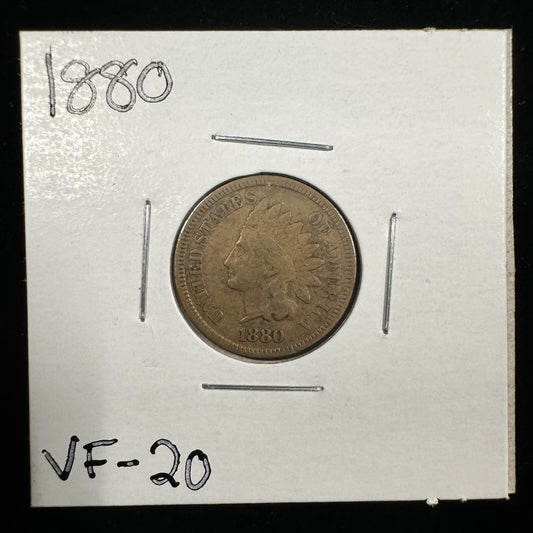 1880
UNITED STATES OF AMERICA
1880
VF-20